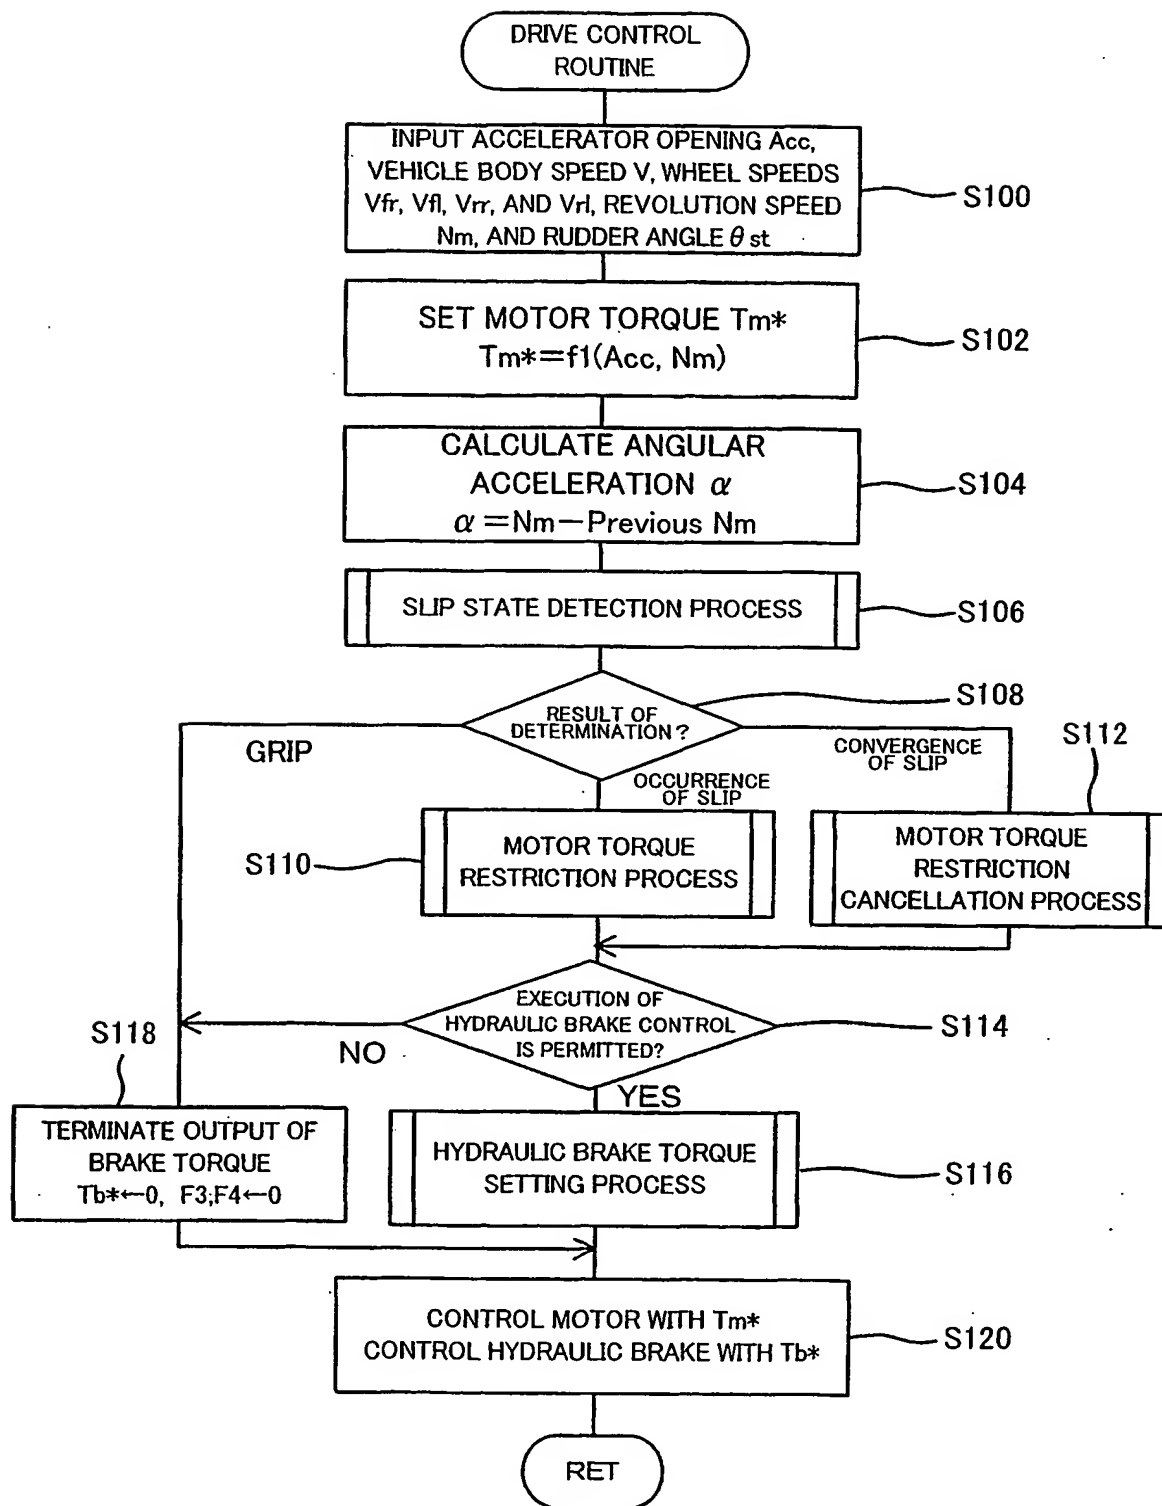 DRIVE CONTROL
ROUTINE
INPUT ACCELERATOR OPENING Acc,
VEHICLE BODY SPEED V, WHEEL SPEEDS
Vfr, Vfl, Vrr, AND Vrl, REVOLUTION SPEED
Nm, AND RUDDER ANGLE θst
S100
SET MOTOR TORQUE Tm*
Tm*=f1(Acc, Nm)
S102
CALCULATE ANGULAR
ACCELERATION α
α=Nm-Previous Nm
S104
SLIP STATE DETECTION PROCESS
S106
S108
RESULT OF
DETERMINATION?
GRIP
OCCURRENCE
OF SLIP
CONVERGENCE
OF SLIP
S112
S110
MOTOR TORQUE
RESTRICTION PROCESS
MOTOR TORQUE
RESTRICTION
CANCELLATION PROCESS
EXECUTION OF
HYDRAULIC BRAKE CONTROL
IS PERMITTED?
S114
NO
YES
S118
TERMINATE OUTPUT OF
BRAKE TORQUE
Tb*←0, F3,F4←0
HYDRAULIC BRAKE TORQUE
SETTING PROCESS
S116
CONTROL MOTOR WITH Tm*
CONTROL HYDRAULIC BRAKE WITH Tb*
S120
RET